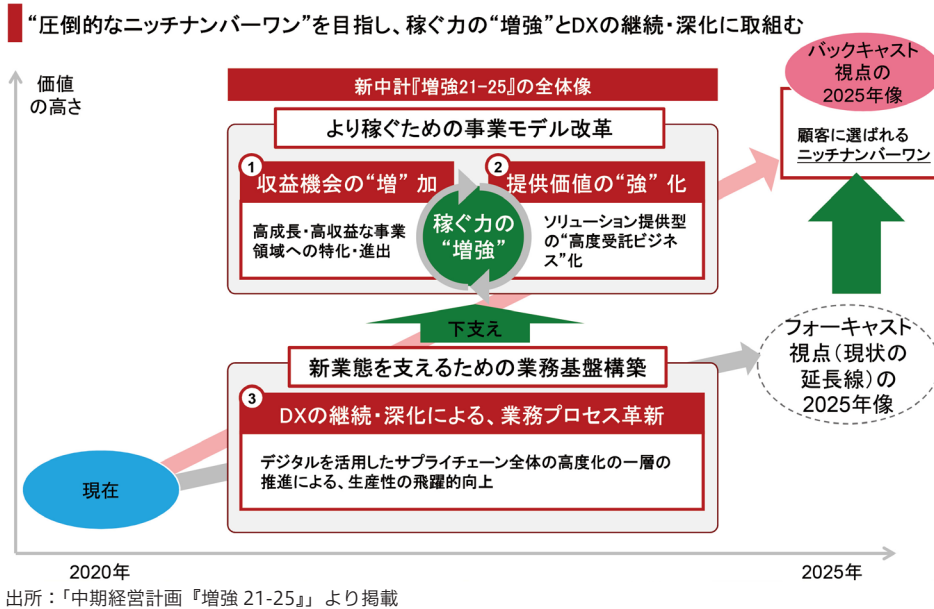 “圧倒的なニッチナンバーワン”を目指し、稼ぐ力の“増強”とDXの継続・深化に取組む
価値
の高さ
新中計『増強21-25』の全体像
バックキャスト
視点の
2025年像
顧客に選ばれる
ニッチナンバーワン
より稼ぐための事業モデル改革
1
収益機会の“増” 加
高成長・高収益な事業
領域への特化・進出
稼ぐ力の
“増強”
2
提供価値の“強” 化
ソリューション提供型
の“高度受託ビジネ
ス”化
下支え
フォーキャスト
視点(現状の
延長線)の
2025年像
新業態を支えるための業務基盤構築
3
DXの継続・深化による、業務プロセス革新
デジタルを活用したサプライチェーン全体の高度化の一層の
推進による、生産性の飛躍的向上
現在
2020年
2025年
出所：「中期経営計画『増強 21-25』」より掲載